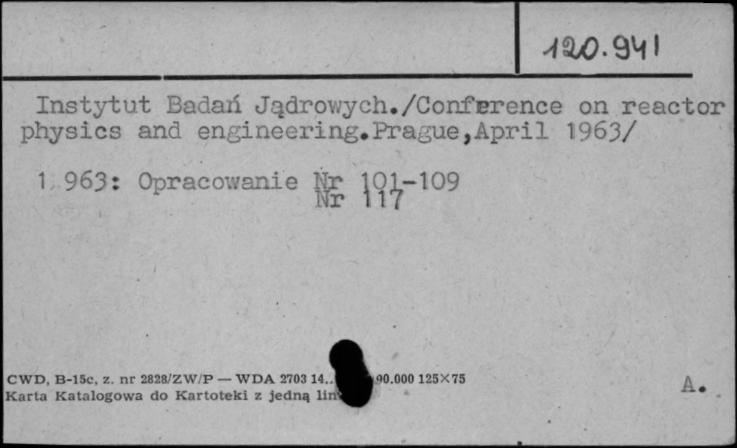 120.941
Instytut Badań Jądrowych./Conference on reactor
physics and engineering.Prague,April 1963/
1 963: Opracowanie Nr 101-109
Nr 117
CWD, B-15c, z. nr 2828/ZW/P — WDA 2703 14.. 90.000 125×75
Karta Katalogowa do Kartoteki z jedną
A.